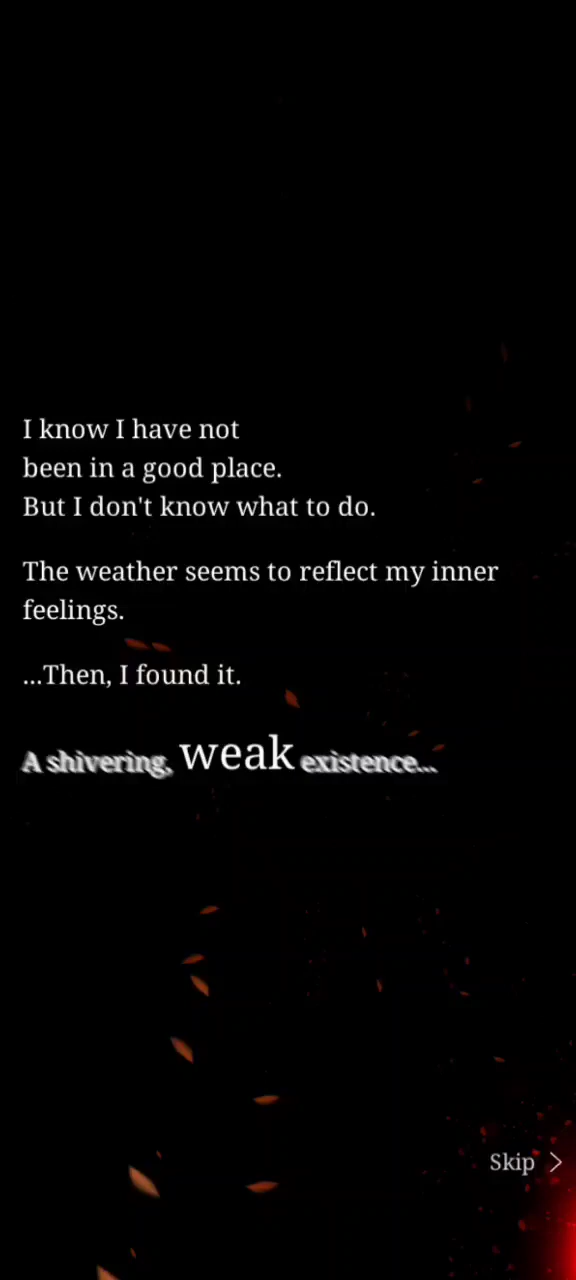 I know I have not
been in a good place.
But I don't know what to do.
The weather seems to reflect my inner
feelings.
...Then, I found it.
A shivering, weak existence...
Skip